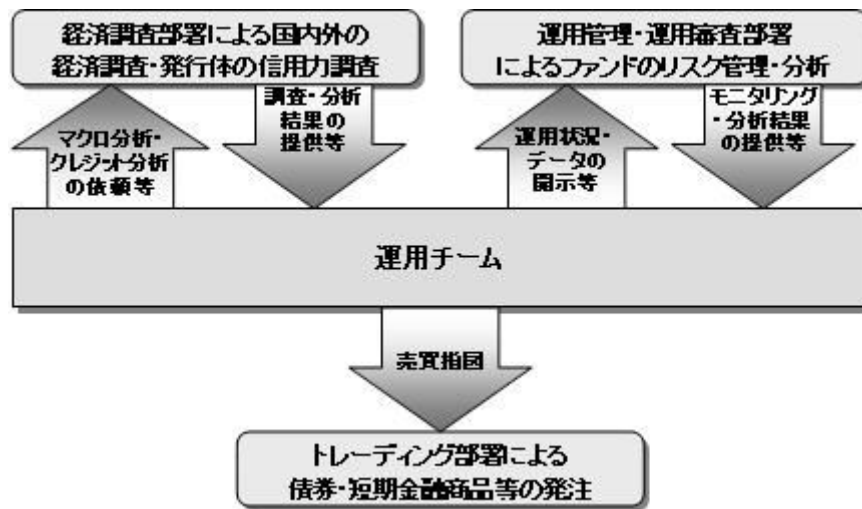 経済調査部署による国内外の
経済調査・発行体の信用力調査
運用管理・運用審査部署
によるファンドのリスク管理・分析
マクロ分析・
クレジット分析
の依頼等
調査・分析
結果の
提供等
運用状況・
データの
開示等
モニタリング
・分析結果
の提供等
運用チーム
売買指図
トレーディング部署による
債券・短期金融商品等の発注